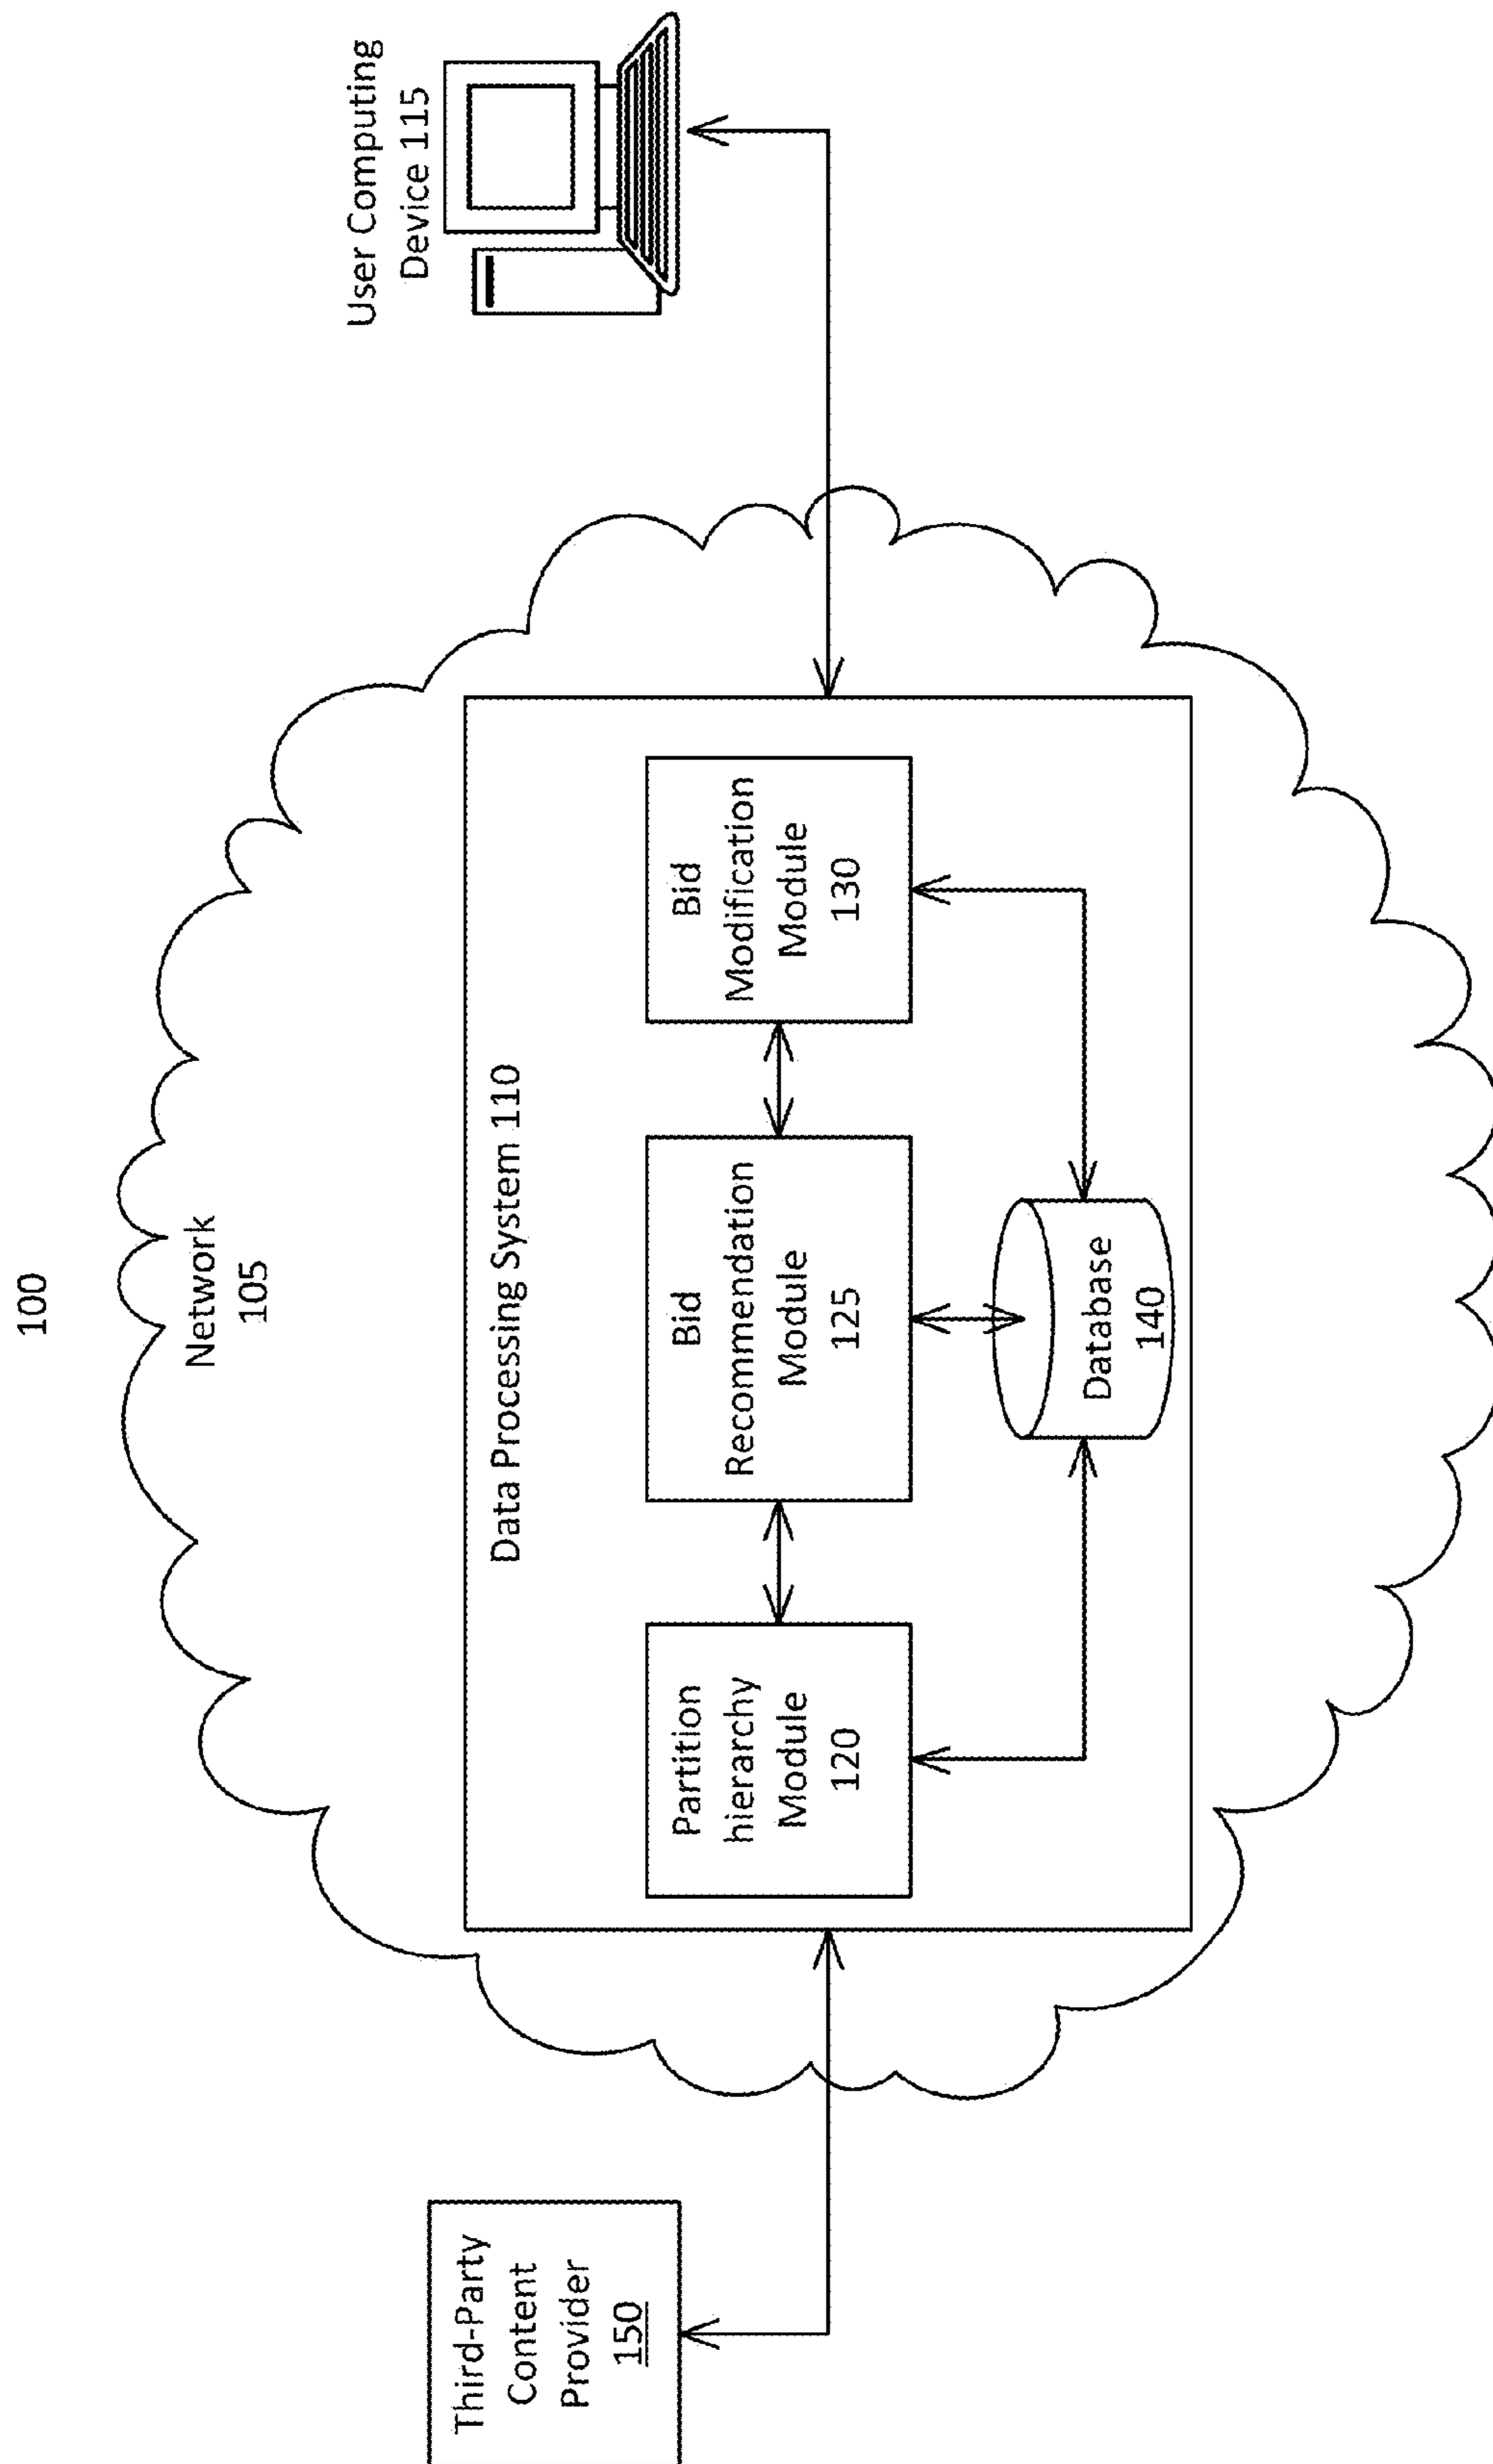 100
Network
105
User Computing
Device 115
Data Processing System 110
Third-Party
Content
Provider
150
Partition
hierarchy
Module
120
Bid
Recommendation
Module
125
Bid
Modification
Module
130
Database
140